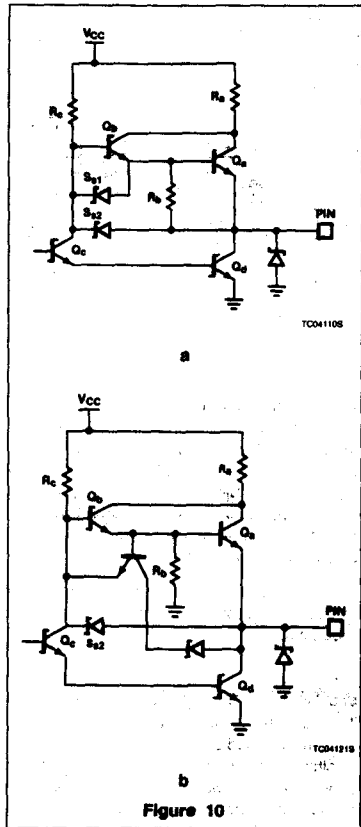 VCC
Rc
Ra
Qb
Qa
Ss1
Rb
Ss2
PIN
Qc
Qd
TC04110S
a
VCC
Rc
Ra
Qb
Qa
Rb
PIN
Ss2
Qc
Qd
TC04121S
b
Figure 10